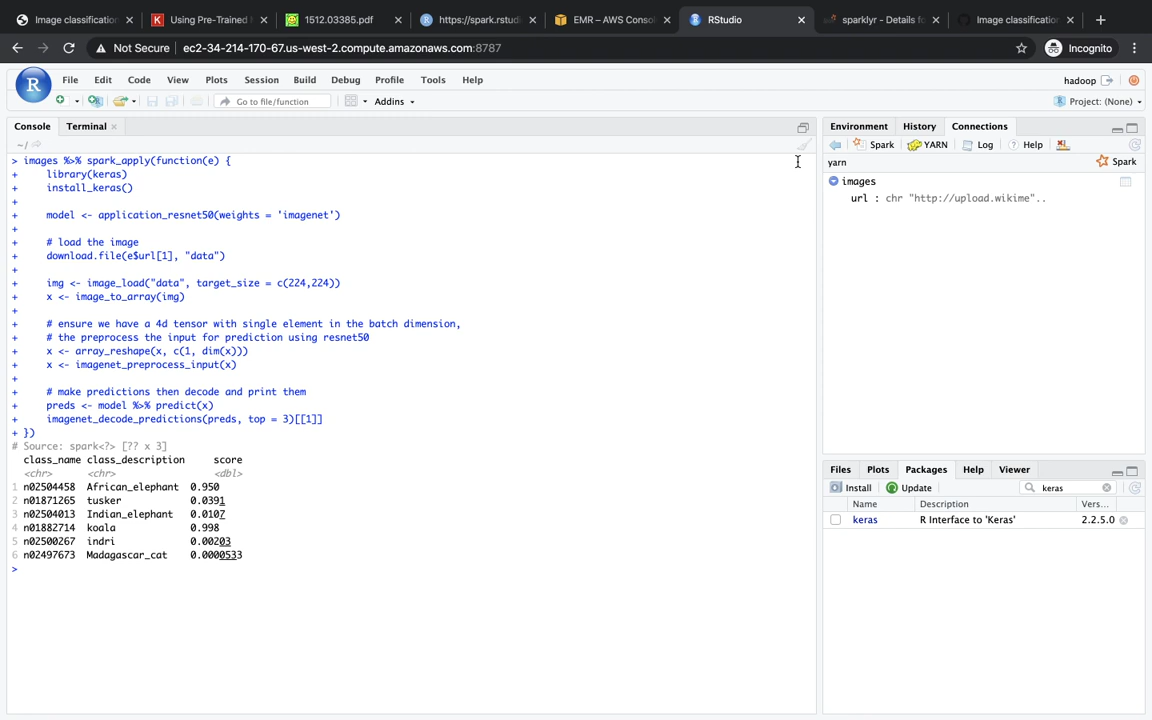 Image classification
Using Pre-Trained
1512.03385.pdf
https://spark.rstudi
EMR – AWS Conso
RStudio
sparklyr - Details fo
Image classification
Not Secure
ec2-34-214-170-67.us-west-2.compute.amazonaws.com:8787
Incognito
File Edit Code View Plots Session Build Debug Profile Tools Help
hadoop
Go to file/function
Addins
Project: (None)
Console Terminal
~/
> images %>% spark_apply(function(e) {
+ library(keras)
+ install_keras()
+
+ model <- application_resnet50(weights = 'imagenet')
+
+ # load the image
+ download.file(e$url[1], "data")
+
+ img <- image_load("data", target_size = c(224,224))
+ x <- image_to_array(img)
+
+ # ensure we have a 4d tensor with single element in the batch dimension,
+ # the preprocess the input for prediction using resnet50
+ x <- array_reshape(x, c(1, dim(x)))
+ x <- imagenet_preprocess_input(x)
+
+ # make predictions then decode and print them
+ preds <- model %>% predict(x)
+ imagenet_decode_predictions(preds, top = 3)[[1]]
+ })
# Source: spark<?> [?? x 3]
class_name class_description score
<chr> <chr> <dbl>
1 n02504458 African_elephant 0.950
2 n01871265 tusker 0.0391
3 n02504013 Indian_elephant 0.0107
4 n01882714 koala 0.998
5 n02500267 indri 0.00203
6 n02497673 Madagascar_cat 0.0000533
>
Environment History Connections
Spark YARN Log Help
yarn
Spark
images
url : chr "http://upload.wikime"..
Files Plots Packages Help Viewer
Install Update
keras
Name Description Vers...
keras R Interface to 'Keras' 2.2.5.0